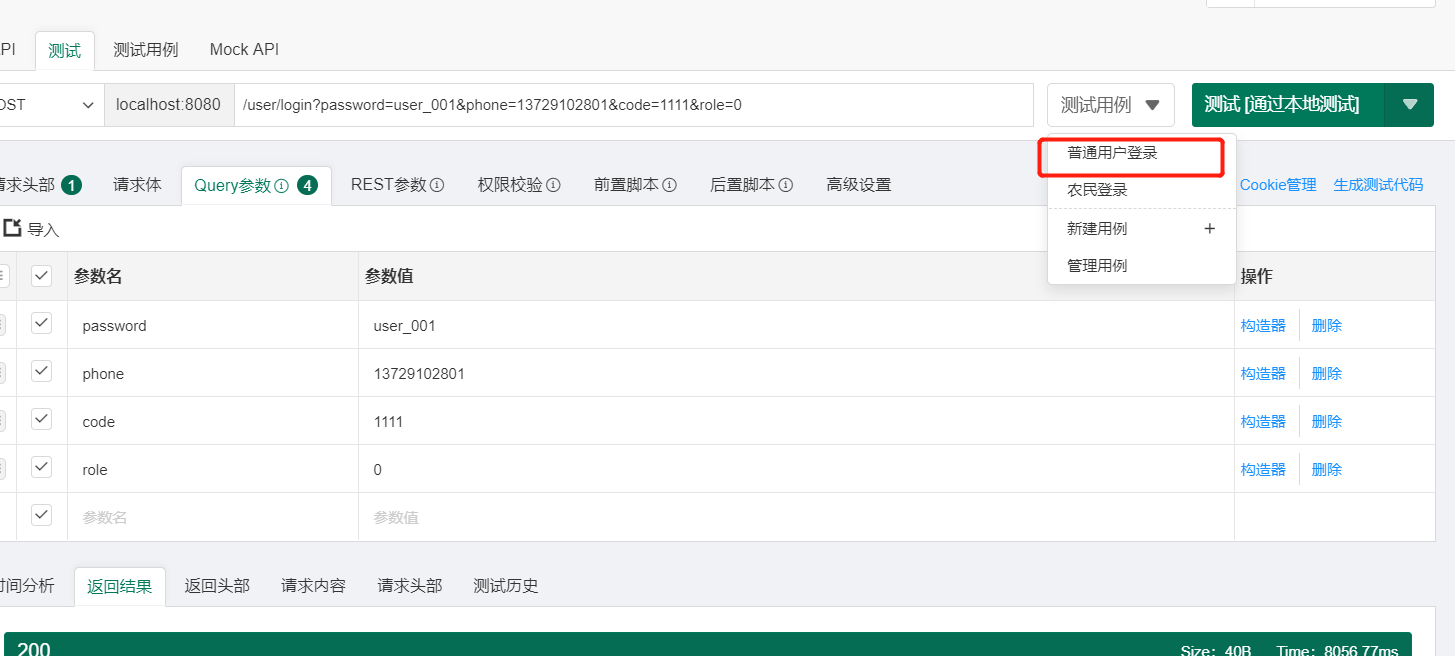 PI 测试 测试用例 Mock API
OST localhost:8080 /user/login?password=user_001&phone=13729102801&code=1111&role=0 测试用例 测试 [通过本地测试]
普通用户登录
农民登录
新建用例 +
管理用例
请求头部 1 请求体 Query参数 4 REST参数 权限校验 前置脚本 后置脚本 高级设置 Cookie管理 生成测试代码
导入
参数名 参数值 操作
password user_001 构造器 删除
phone 13729102801 构造器 删除
code 1111 构造器 删除
role 0 构造器 删除
参数名 参数值
时间分析 返回结果 返回头部 请求内容 请求头部 测试历史
200 Size: 40B Time: 8056.77ms